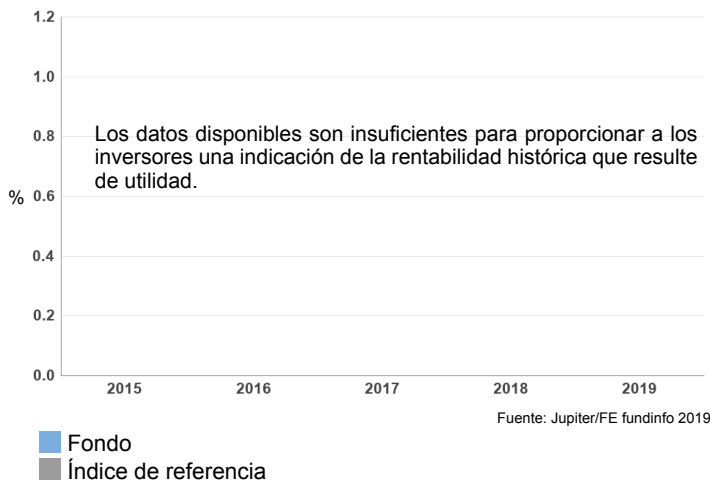 1.2
1.0
0.8
Los datos disponibles son insuficientes para proporcionar a los
inversores una indicación de la rentabilidad histórica que resulte
de utilidad.
% 0.6
0.4
0.2
0.0
2015 2016 2017 2018 2019
Fuente: Jupiter/FE fundinfo 2019
Fondo
Índice de referencia